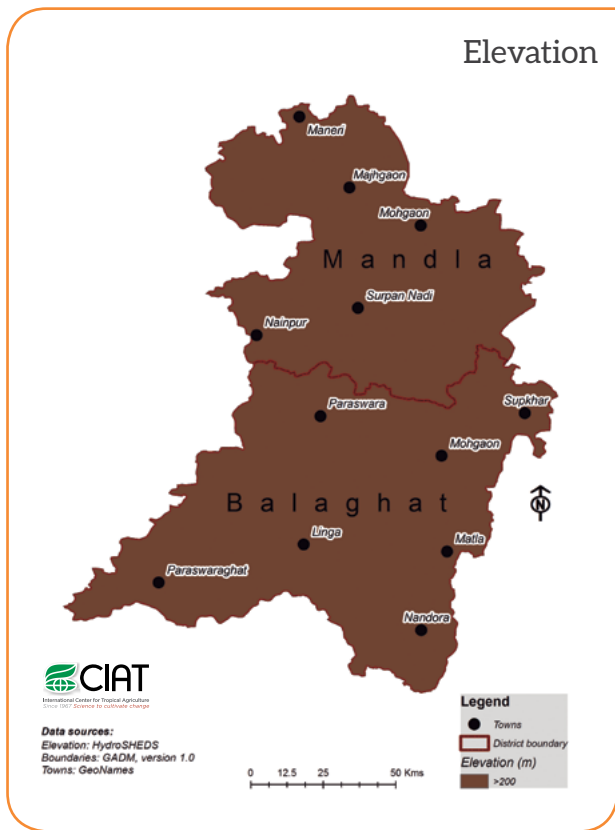 Elevation
Maneri
Majhgaon
Mohgaon
Mandla
Surpan Nadi
Nainpur
Paraswara
Supkhar
Mohgaon
Balaghat
N
Linga
Matla
Paraswaraghat
Nandora
CIAT
International Center for Tropical Agriculture
Since 1967 Science to cultivate change
Data sources:
Elevation: HydroSHEDS
Boundaries: GADM, version 1.0
Towns: GeoNames
0 12.5 25 50 Kms
Legend
Towns
District boundary
Elevation (m)
>200